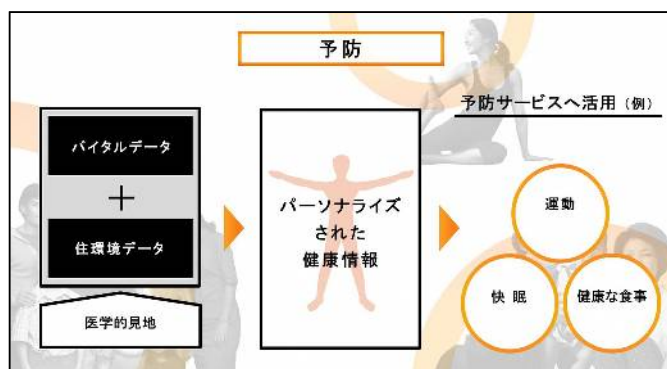 予防
予防サービスへ活用（例）
バイタルデータ
＋
住環境データ
医学的見地
パーソナライズ
された
健康情報
運動
快眠
健康な食事